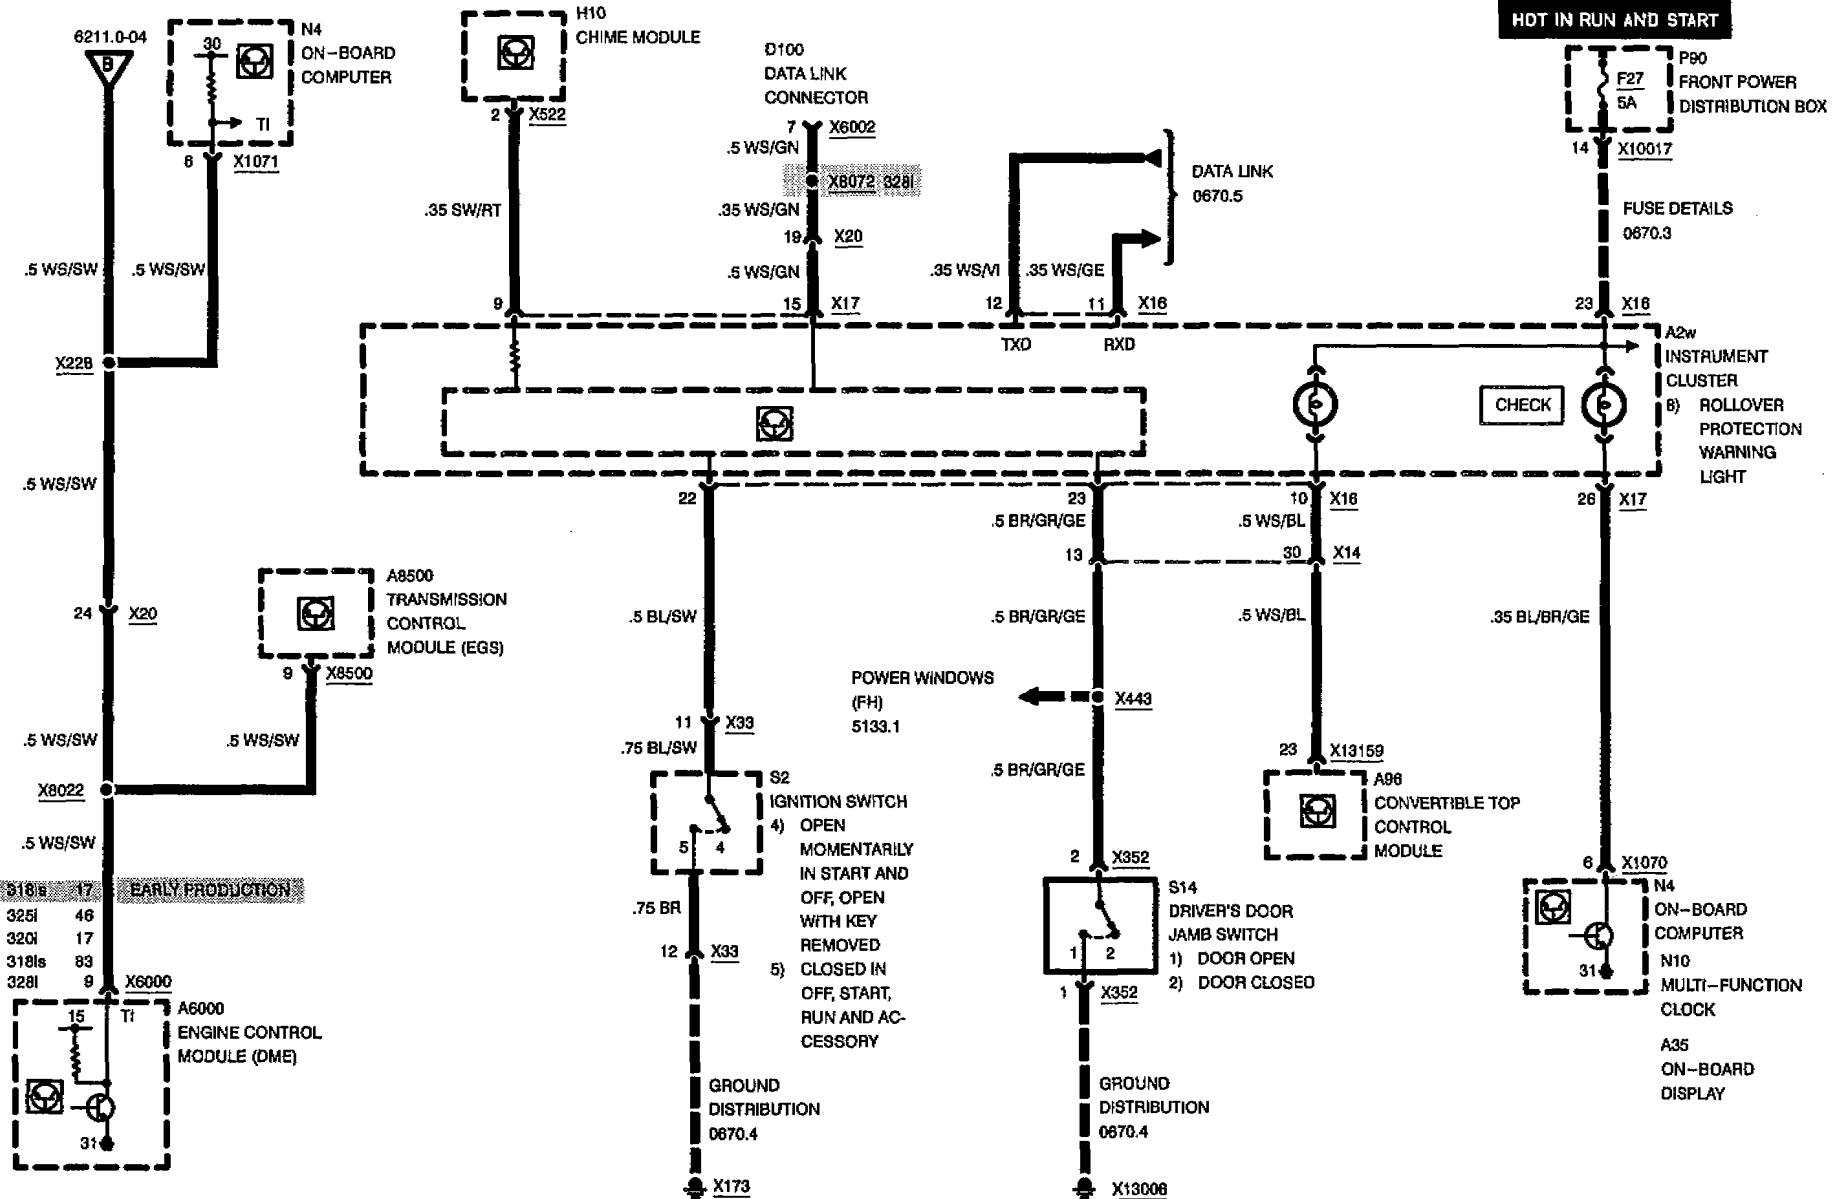 HOT IN RUN AND START
6211.0-04
B
N4
ON-BOARD
COMPUTER
30
TI
6 X1071
H10
CHIME MODULE
2 X522
D100
DATA LINK
CONNECTOR
7 X6002
.5 WS/GN
X8072 328i
.35 WS/GN
19 X20
.5 WS/GN
.35 SW/RT
DATA LINK
0670.5
.35 WS/VI
.35 WS/GE
P90
FRONT POWER
DISTRIBUTION BOX
F27
5A
14 X10017
FUSE DETAILS
0670.3
.5 WS/SW
.5 WS/SW
9
15 X17
12
11 X16
23 X16
TXD
RXD
X228
A2w
INSTRUMENT
CLUSTER
8) ROLLOVER
PROTECTION
WARNING
LIGHT
CHECK
.5 WS/SW
22
23
10 X16
26 X17
.5 BR/GR/GE
.5 WS/BL
13
30 X14
A8500
TRANSMISSION
CONTROL
MODULE (EGS)
24 X20
9 X8500
.5 BL/SW
.5 BR/GR/GE
.5 WS/BL
.35 BL/BR/GE
POWER WINDOWS
(FH)
5133.1
X443
.5 WS/SW
.5 WS/SW
11 X33
.75 BL/SW
.5 BR/GR/GE
23 X13159
X8022
S2
IGNITION SWITCH
4) OPEN
MOMENTARILY
IN START AND
OFF, OPEN
WITH KEY
REMOVED
5) CLOSED IN
OFF, START,
RUN AND AC-
CESSORY
5 4
A96
CONVERTIBLE TOP
CONTROL
MODULE
.5 WS/SW
2 X352
6 X1070
318is 17 EARLY PRODUCTION
325i 46
320i 17
318is 83
328i 9 X6000
.75 BR
12 X33
S14
DRIVER'S DOOR
JAMB SWITCH
1) DOOR OPEN
2) DOOR CLOSED
1 2
1 X352
N4
ON-BOARD
COMPUTER
N10
MULTI-FUNCTION
CLOCK
A35
ON-BOARD
DISPLAY
31
A6000
ENGINE CONTROL
MODULE (DME)
15 TI
31
GROUND
DISTRIBUTION
0670.4
GROUND
DISTRIBUTION
0670.4
X173
X13006